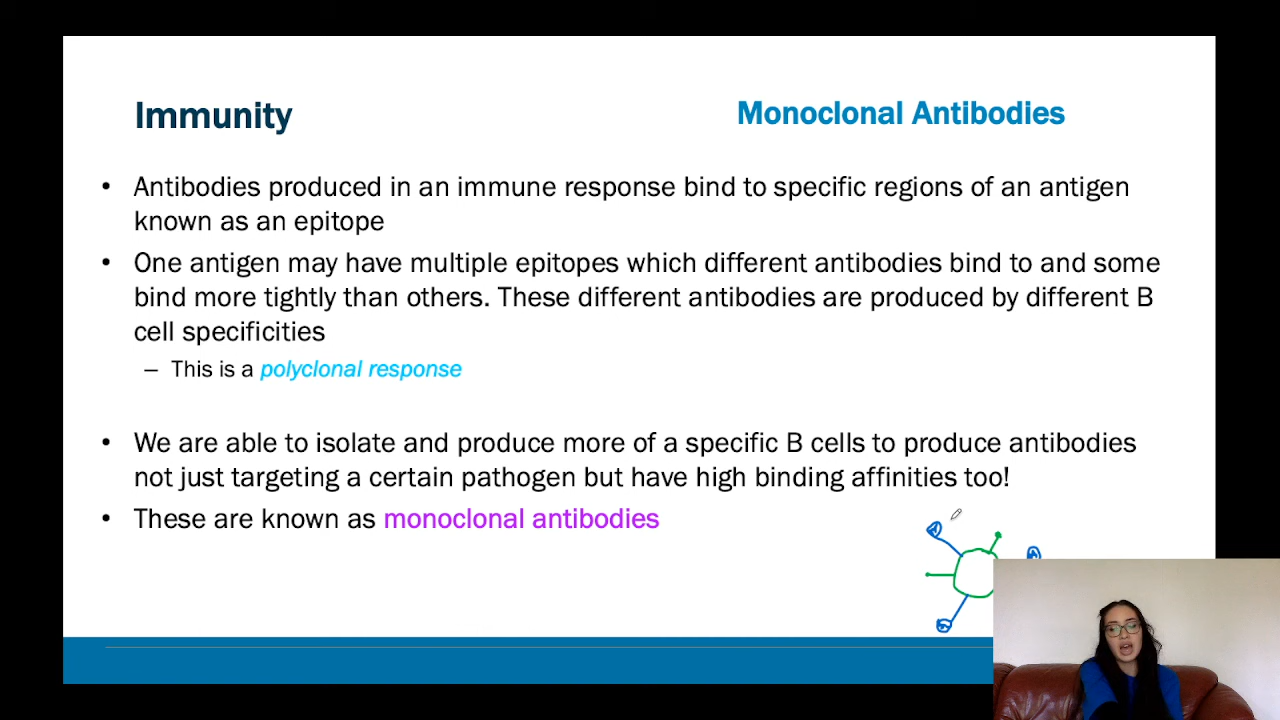 Immunity
Monoclonal Antibodies
• Antibodies produced in an immune response bind to specific regions of an antigen
known as an epitope
• One antigen may have multiple epitopes which different antibodies bind to and some
bind more tightly than others. These different antibodies are produced by different B
cell specificities
– This is a polyclonal response
• We are able to isolate and produce more of a specific B cells to produce antibodies
not just targeting a certain pathogen but have high binding affinities too!
• These are known as monoclonal antibodies